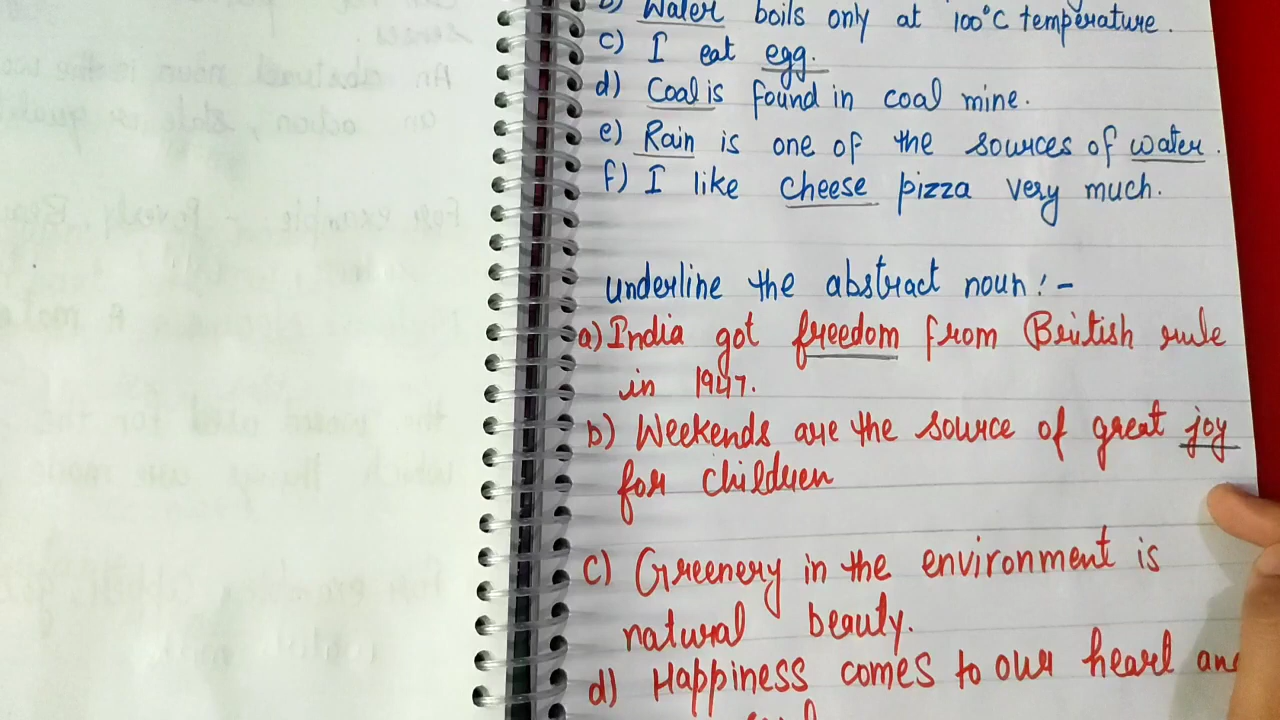 b) Water boils only at 100°C temperature.
c) I eat egg.
d) Coal is found in coal mine.
e) Rain is one of the sources of water.
f) I like cheese pizza very much.
underline the abstract noun :-
a) India got freedom from British rule
in 1947.
b) Weekends are the source of great joy
for children
c) Greenery in the environment is
natural beauty.
d) Happiness comes to our heart and